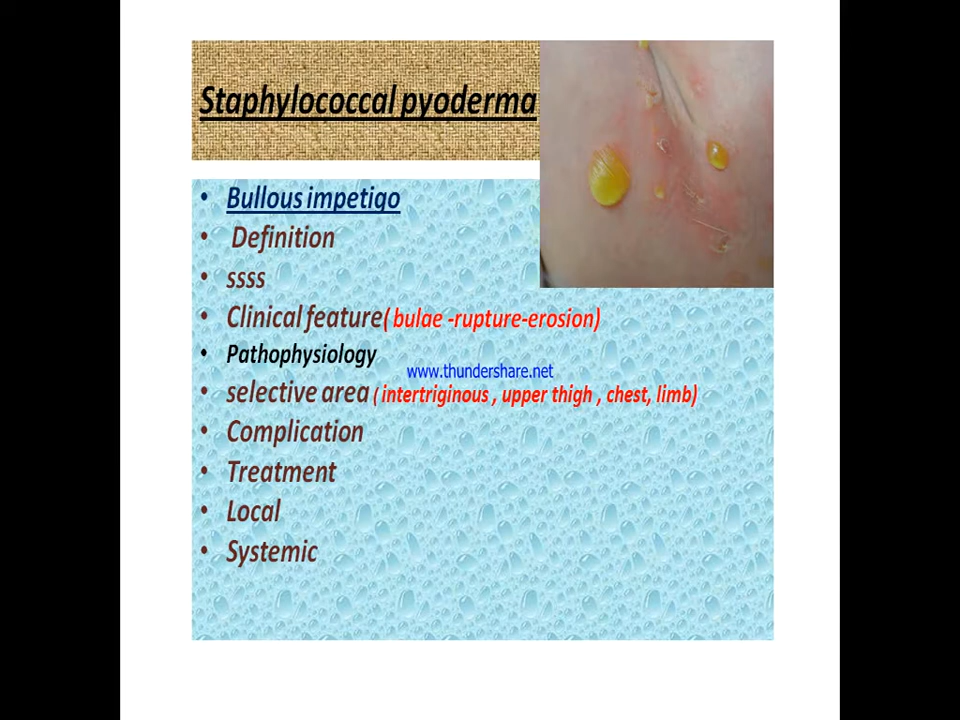 Staphylococcal pyoderma
• Bullous impetigo
• Definition
• ssss
• Clinical feature( bulae -rupture-erosion)
• Pathophysiology
www.thundershare.net
• selective area ( intertriginous , upper thigh , chest, limb)
• Complication
• Treatment
• Local
• Systemic